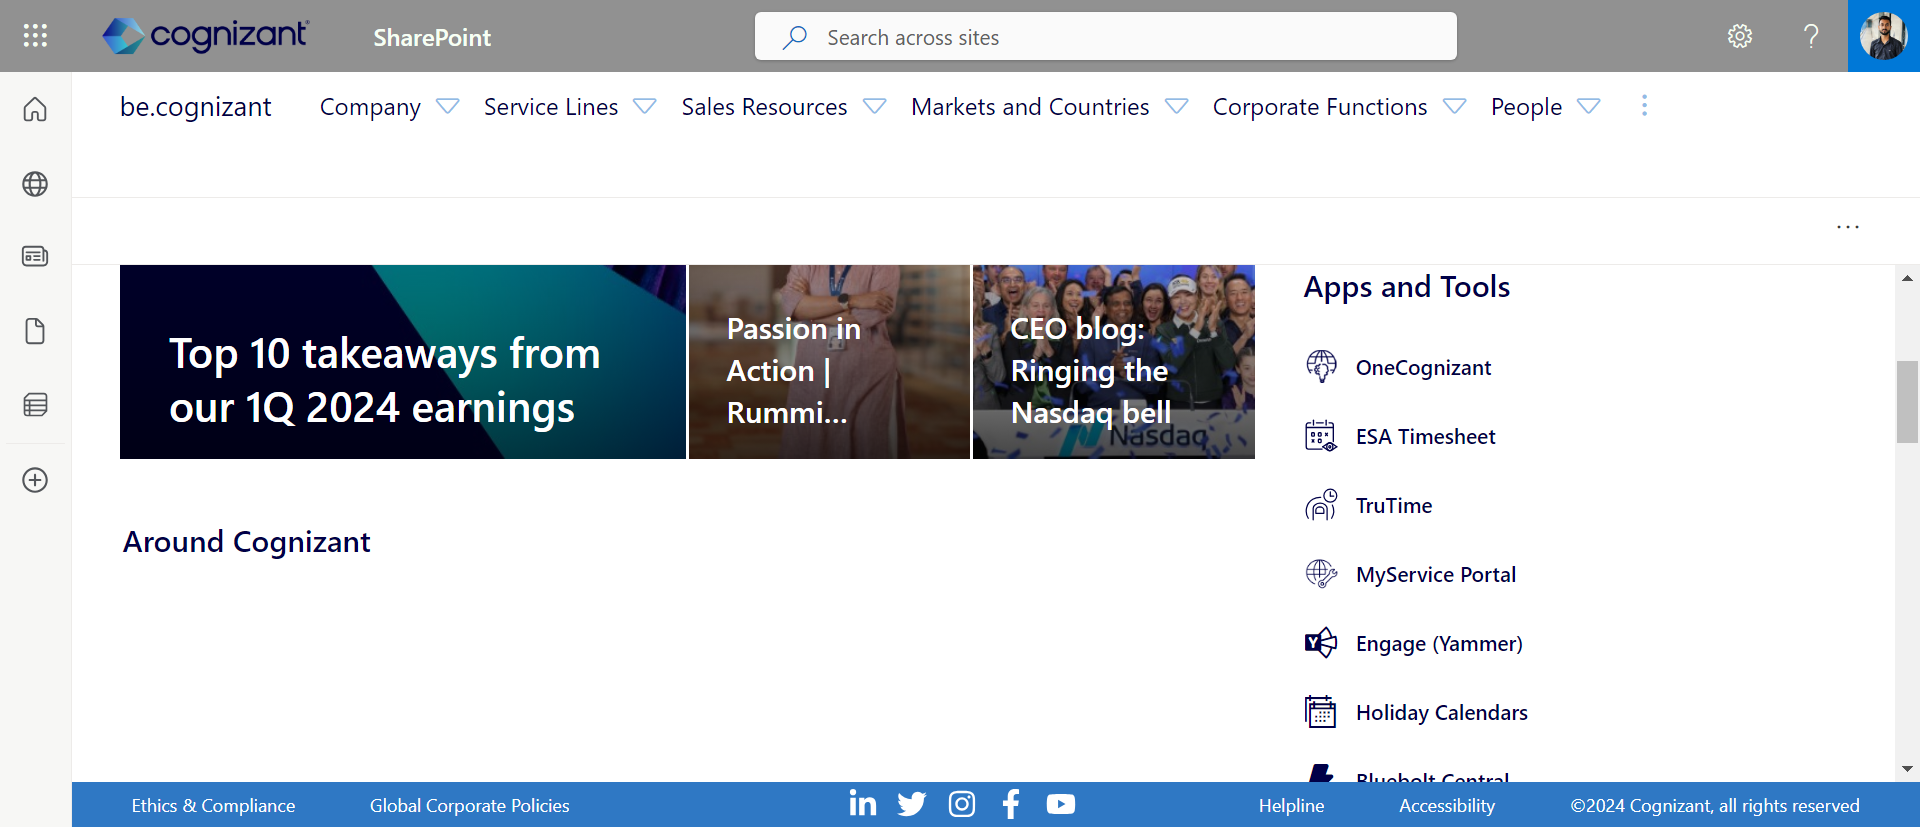 cognizant
SharePoint
Search across sites
be.cognizant
Company
Service Lines
Sales Resources
Markets and Countries
Corporate Functions
People
Top 10 takeaways from
our 1Q 2024 earnings
Passion in
Action |
Rummi...
CEO blog:
Ringing the
Nasdaq bell
Nasdaq
Around Cognizant
Apps and Tools
OneCognizant
ESA Timesheet
TruTime
MyService Portal
Engage (Yammer)
Holiday Calendars
Bluebolt Central
Ethics & Compliance
Global Corporate Policies
Helpline
Accessibility
©2024 Cognizant, all rights reserved